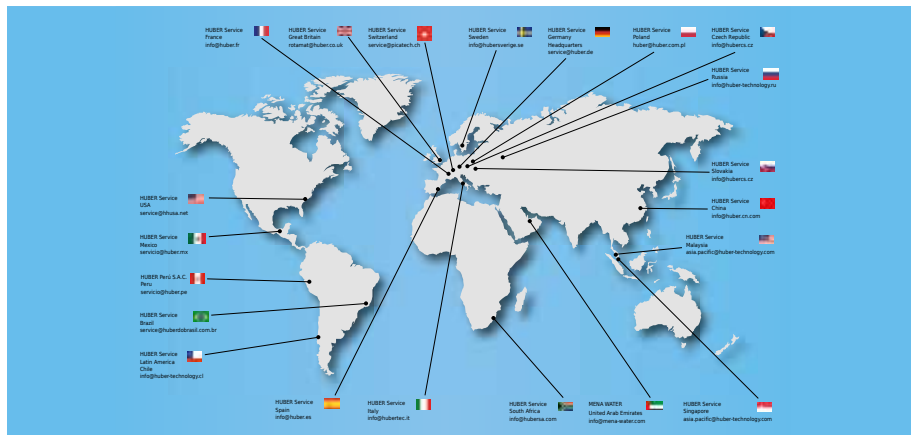 HUBER Service
France
info@huber.fr
HUBER Service
Great Britain
rotamat@huber.co.uk
HUBER Service
Switzerland
service@picatech.ch
HUBER Service
Sweden
info@hubersverige.se
HUBER Service
Germany
Headquarters
service@huber.de
HUBER Service
Poland
huber@huber.com.pl
HUBER Service
Czech Republic
info@hubercs.cz
HUBER Service
Russia
info@huber-technology.ru
HUBER Service
Slovakia
info@hubercs.cz
HUBER Service
China
info@huber.cn.com
HUBER Service
Malaysia
asia.pacific@huber-technology.com
HUBER Service
USA
service@hhusa.net
HUBER Service
Mexico
servicio@huber.mx
HUBER Perú S.A.C.
Peru
servicio@huber.pe
HUBER Service
Brazil
service@huberdobrasil.com.br
HUBER Service
Latin America
Chile
info@huber-technology.cl
HUBER Service
Spain
info@huber.es
HUBER Service
Italy
info@hubertec.it
HUBER Service
South Africa
info@hubersa.com
MENA WATER
United Arab Emirates
info@mena-water.com
HUBER Service
Singapore
asia.pacific@huber-technology.com